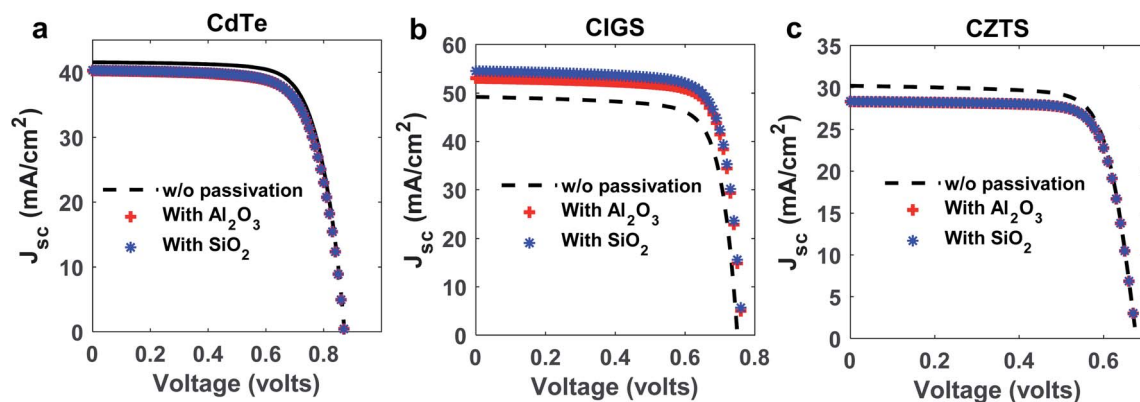 a CdTe
J_sc (mA/cm²)
40
30
20
10
0
w/o passivation
With Al₂O₃
With SiO₂
0 0.2 0.4 0.6 0.8
Voltage (volts)
b CIGS
J_sc (mA/cm²)
60
50
40
30
20
10
0
w/o passivation
With Al₂O₃
With SiO₂
0 0.2 0.4 0.6 0.8
Voltage (volts)
c CZTS
J_sc (mA/cm²)
35
30
25
20
15
10
5
0
w/o passivation
With Al₂O₃
With SiO₂
0 0.2 0.4 0.6
Voltage (volts)